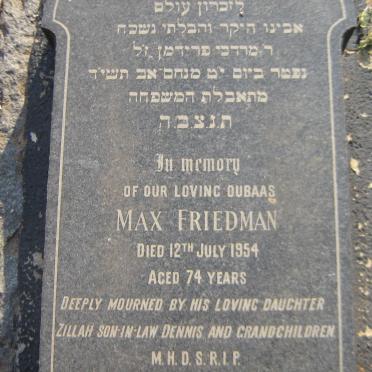 לזכרון עולם
אבינו היקר והבלתי נשכח
ר׳ מרדכי פרידמן ז״ל
נפטר ביום י״ט מנחם־אב תשי״ד
מתאבלת המשפחה
ת.נ.צ.ב.ה
In memory
OF OUR LOVING OUBAAS
MAX FRIEDMAN
DIED 12TH JULY 1954
AGED 74 YEARS
DEEPLY MOURNED BY HIS LOVING DAUGHTER
ZILLAH SON-IN-LAW DENNIS AND GRANDCHILDREN
M.H.D.S.R.I.P.